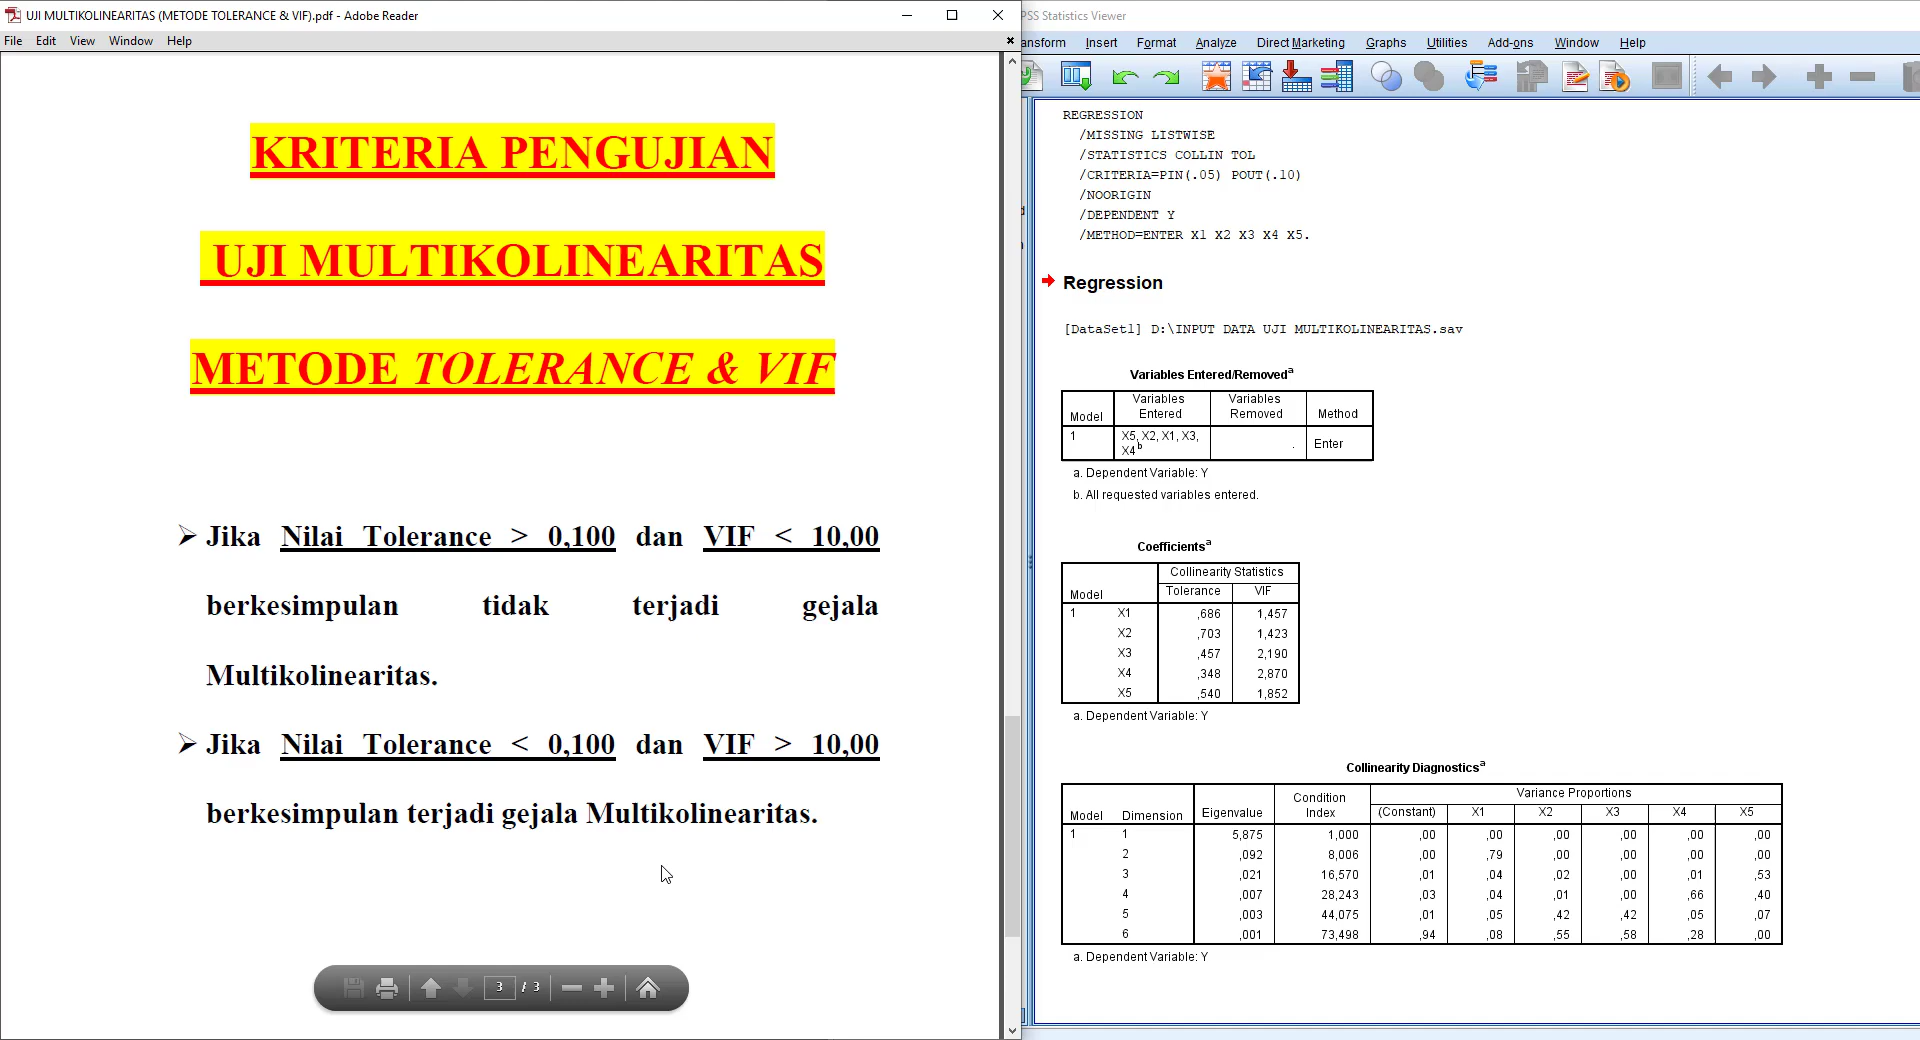 UJI MULTIKOLINEARITAS (METODE TOLERANCE & VIF).pdf - Adobe Reader
File Edit View Window Help
KRITERIA PENGUJIAN
UJI MULTIKOLINEARITAS
METODE TOLERANCE & VIF
➢ Jika Nilai Tolerance > 0,100 dan VIF < 10,00
berkesimpulan tidak terjadi gejala
Multikolinearitas.
➢ Jika Nilai Tolerance < 0,100 dan VIF > 10,00
berkesimpulan terjadi gejala Multikolinearitas.
3 / 3
PSS Statistics Viewer
ansform Insert Format Analyze Direct Marketing Graphs Utilities Add-ons Window Help
REGRESSION
/MISSING LISTWISE
/STATISTICS COLLIN TOL
/CRITERIA=PIN(.05) POUT(.10)
/NOORIGIN
/DEPENDENT Y
/METHOD=ENTER X1 X2 X3 X4 X5.
Regression
[DataSet1] D:\INPUT DATA UJI MULTIKOLINEARITAS.sav
Variables Entered/Removedᵃ
Model Variables Entered Variables Removed Method
1 X5, X2, X1, X3, X4ᵇ . Enter
a. Dependent Variable: Y
b. All requested variables entered.
Coefficientsᵃ
Collinearity Statistics
Model Tolerance VIF
1 X1 ,686 1,457
X2 ,703 1,423
X3 ,457 2,190
X4 ,348 2,870
X5 ,540 1,852
a. Dependent Variable: Y
Collinearity Diagnosticsᵃ
Variance Proportions
Model Dimension Eigenvalue Condition Index (Constant) X1 X2 X3 X4 X5
1 1 5,875 1,000 ,00 ,00 ,00 ,00 ,00 ,00
2 ,092 8,006 ,00 ,79 ,00 ,00 ,00 ,00
3 ,021 16,570 ,01 ,04 ,02 ,00 ,01 ,53
4 ,007 28,243 ,03 ,04 ,01 ,00 ,66 ,40
5 ,003 44,075 ,01 ,05 ,42 ,42 ,05 ,07
6 ,001 73,498 ,94 ,08 ,55 ,58 ,28 ,00
a. Dependent Variable: Y